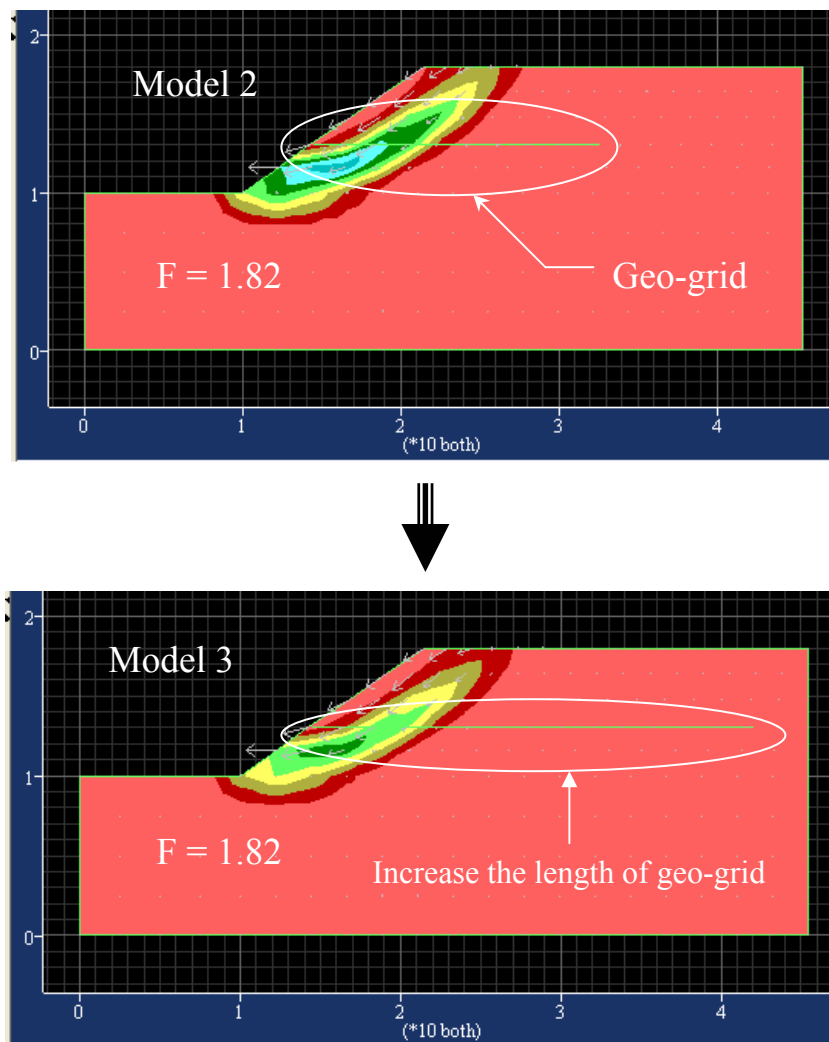 2
Model 2
1
F = 1.82
Geo-grid
0
0
1
2
3
4
(*10 both)
2
Model 3
1
F = 1.82
Increase the length of geo-grid
0
0
1
2
3
4
(*10 both)